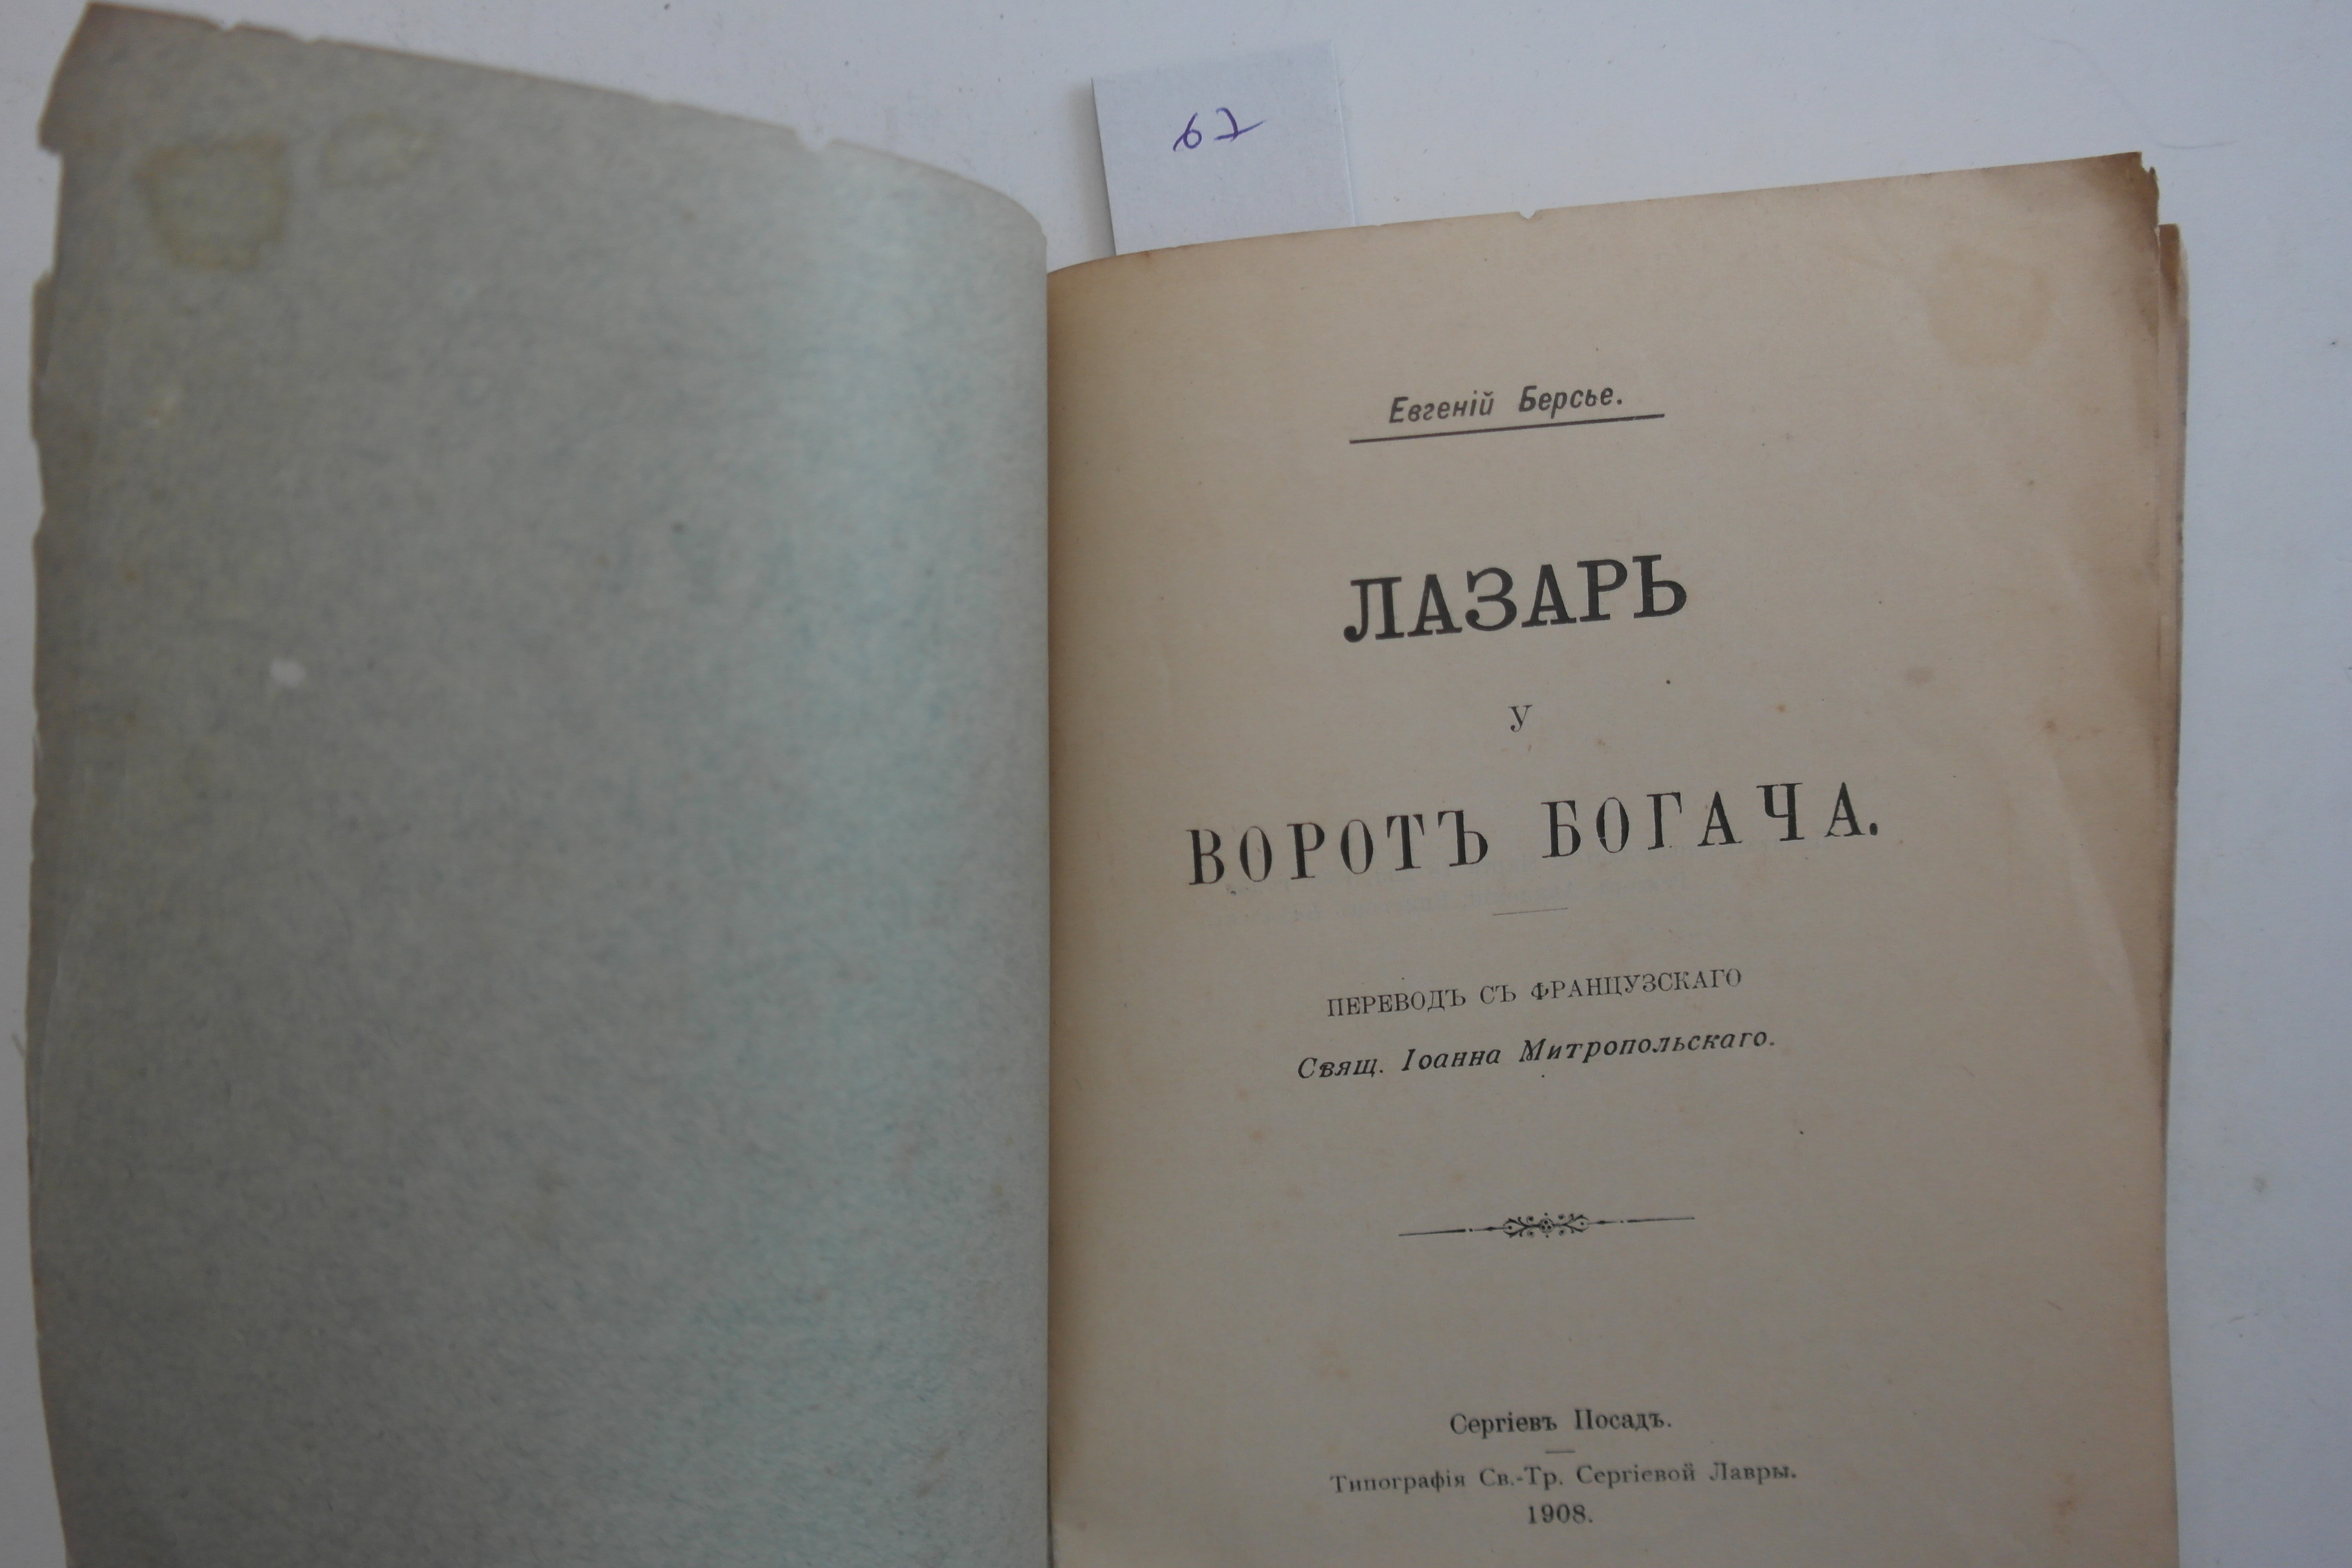 67
Евгеній Берсье.
ЛАЗАРЬ
У
ВОРОТЪ БОГАЧА.
ПЕРЕВОДЪ СЪ ФРАНЦУЗСКАГО
Свящ. Іоанна Митропольскаго.
Сергіевъ Посадъ.
Типографія Св.-Тр. Сергіевой Лавры.
1908.